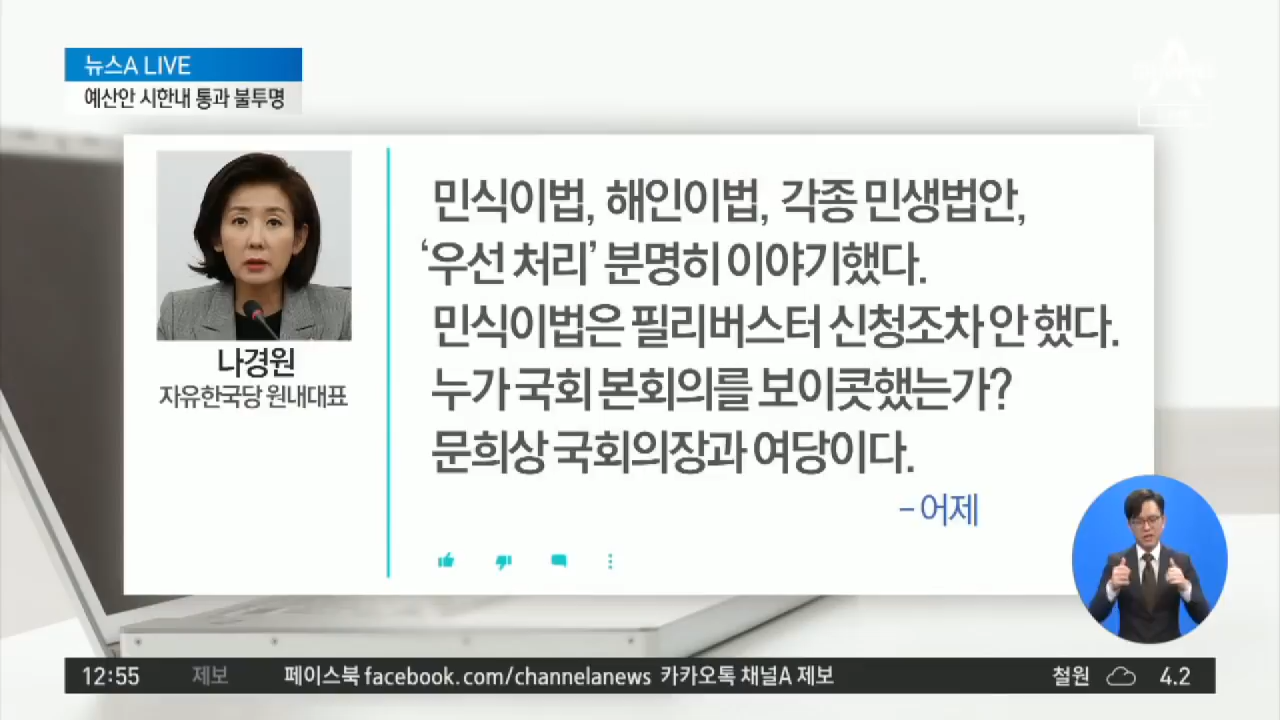 뉴스A LIVE
예산안 시한내 통과 불투명
민식이법, 해인이법, 각종 민생법안,
‘우선 처리’ 분명히 이야기했다.
민식이법은 필리버스터 신청조차 안 했다.
누가 국회 본회의를 보이콧했는가?
문희상 국회의장과 여당이다.
– 어제
나경원
자유한국당 원내대표
12:55 제보 페이스북 facebook.com/channelanews 카카오톡 채널A 제보 철원 4.2